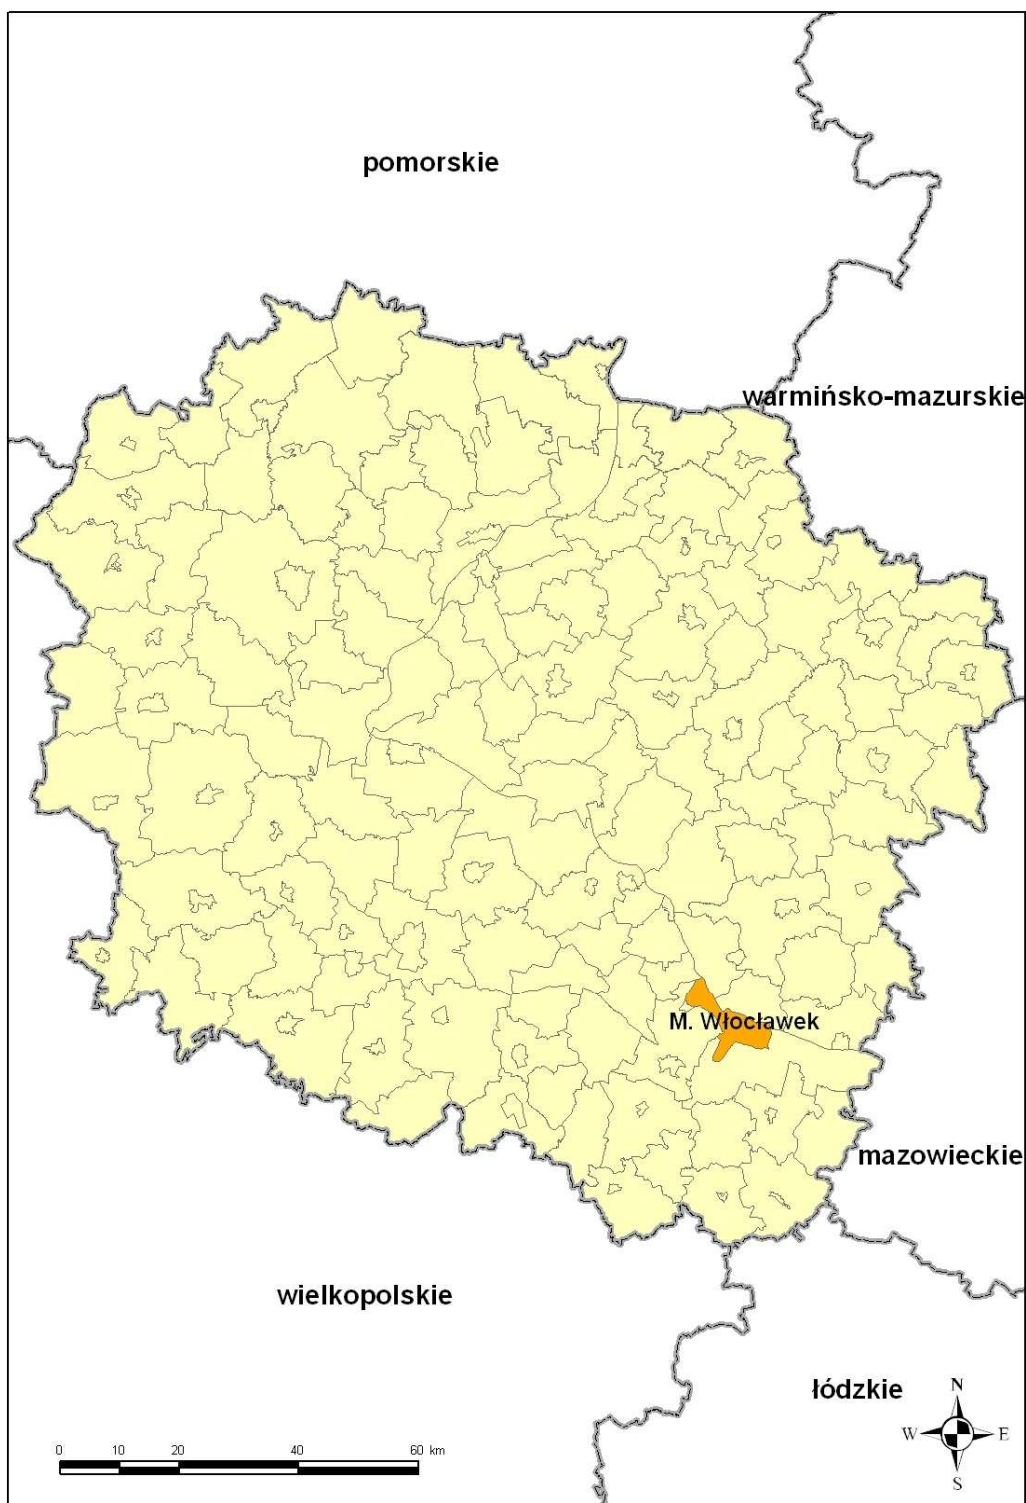 pomorskie
warmińsko-mazurskie
M. Włocławek
mazowieckie
wielkopolskie
łódzkie
N
W E
S
0 10 20 40 60 km